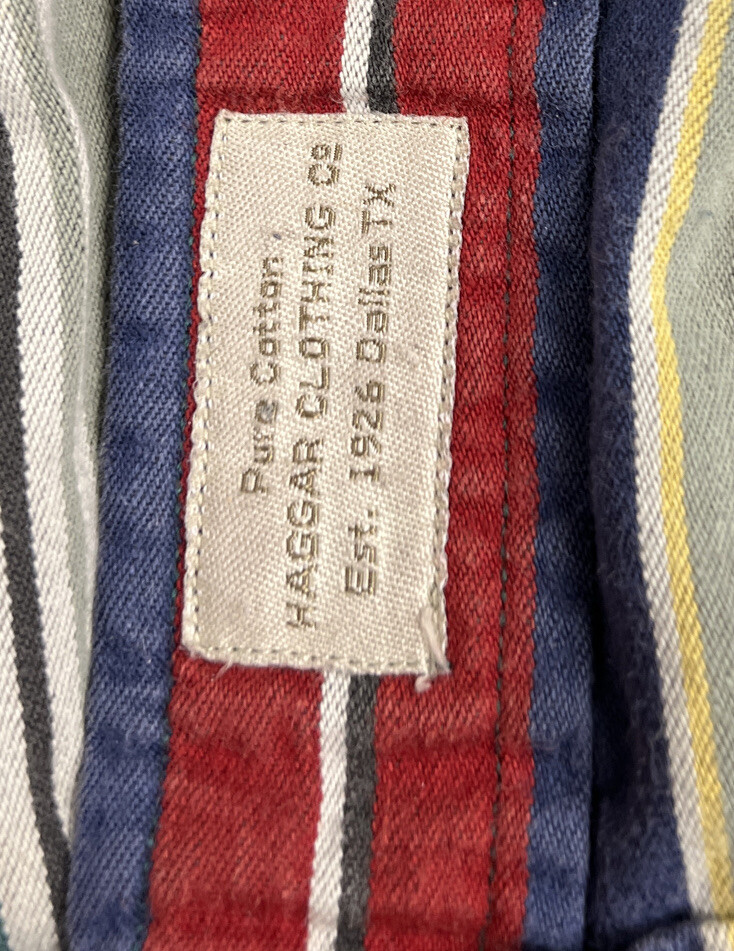 Pure Cotton
HAGGAR CLOTHING Co
Est. 1926 Dallas TX